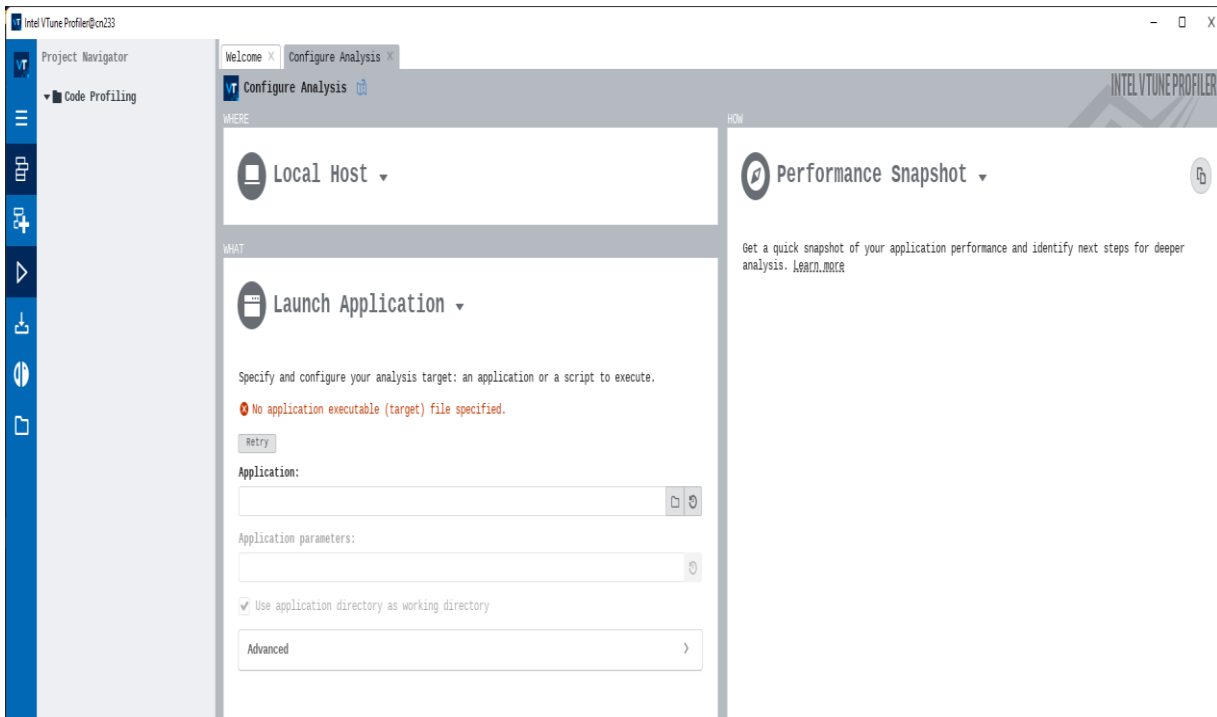 Intel VTune Profiler@cn233
Project Navigator
Code Profiling
Welcome
Configure Analysis
Configure Analysis
INTEL VTUNE PROFILER
WHERE
Local Host
WHAT
Launch Application
Specify and configure your analysis target: an application or a script to execute.
No application executable (target) file specified.
Retry
Application:
Application parameters:
Use application directory as working directory
Advanced
HOW
Performance Snapshot
Get a quick snapshot of your application performance and identify next steps for deeper
analysis. Learn more